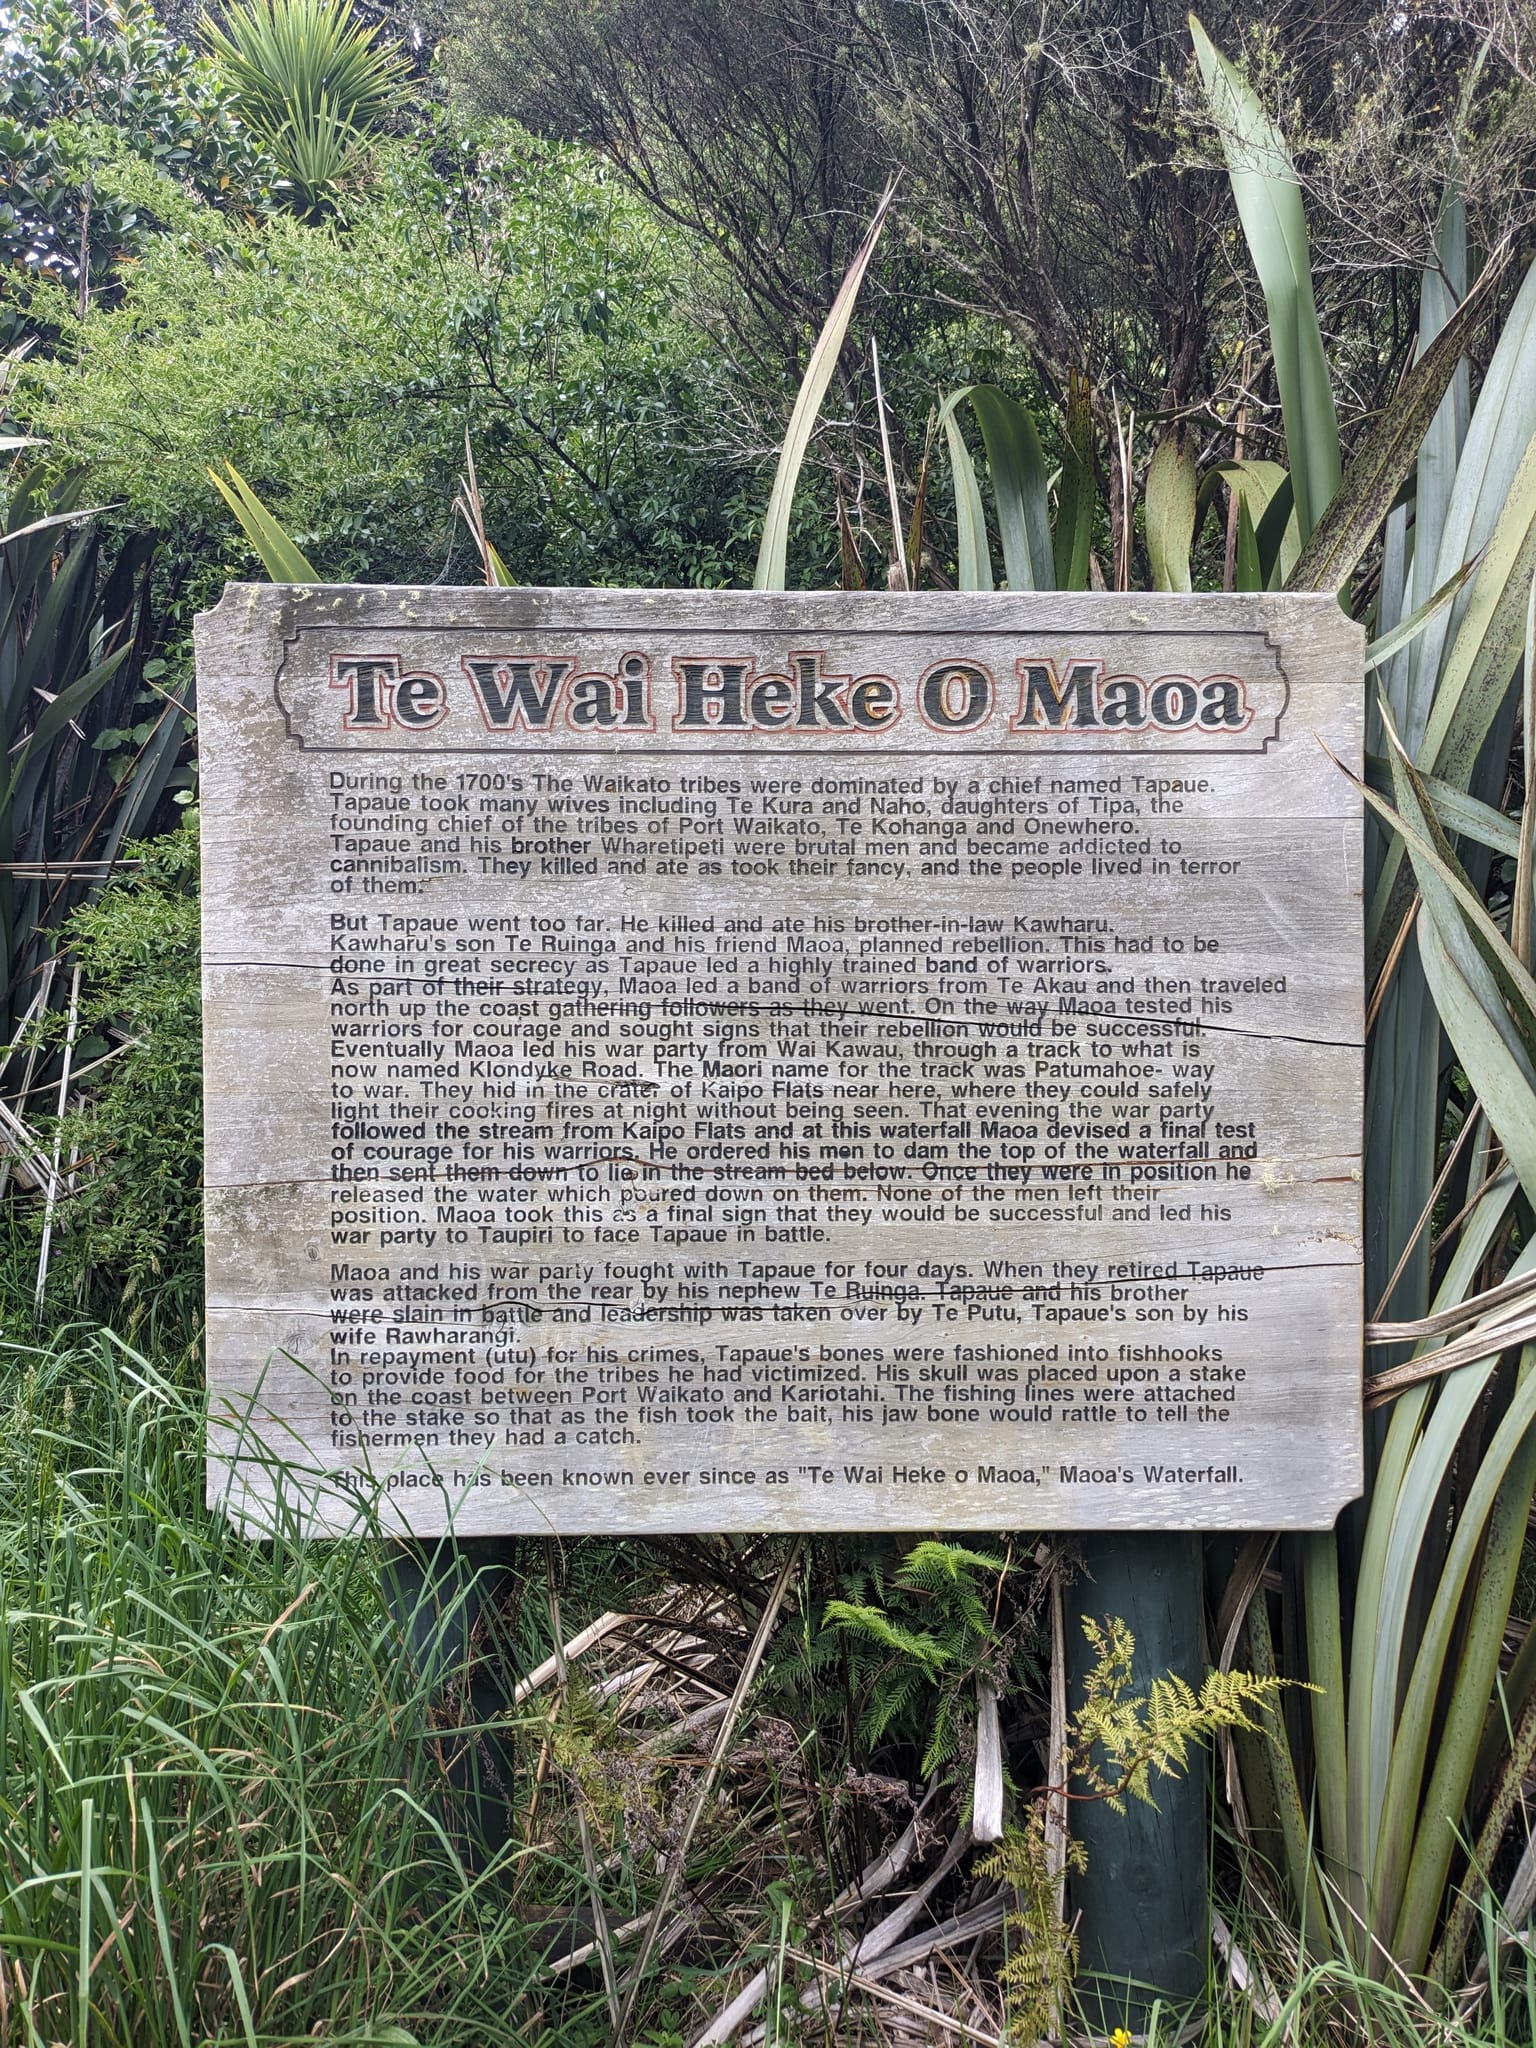 Te Wai Heke O Maoa
During the 1700's The Waikato tribes were dominated by a chief named Tapaue.
Tapaue took many wives including Te Kura and Naho, daughters of Tipa, the
founding chief of the tribes of Port Waikato, Te Kohanga and Onewhero.
Tapaue and his brother Wharetipeti were brutal men and became addicted to
cannibalism. They killed and ate as took their fancy, and the people lived in terror
of them.
But Tapaue went too far. He killed and ate his brother-in-law Kawharu.
Kawharu's son Te Ruinga and his friend Maoa, planned rebellion. This had to be
done in great secrecy as Tapaue led a highly trained band of warriors.
As part of their strategy, Maoa led a band of warriors from Te Akau and then traveled
north up the coast gathering followers as they went. On the way Maoa tested his
warriors for courage and sought signs that their rebellion would be successful.
Eventually Maoa led his war party from Wai Kawau, through a track to what is
now named Klondyke Road. The Maori name for the track was Patumahoe- way
to war. They hid in the crater of Kaipo Flats near here, where they could safely
light their cooking fires at night without being seen. That evening the war party
followed the stream from Kaipo Flats and at this waterfall Maoa devised a final test
of courage for his warriors. He ordered his men to dam the top of the waterfall and
then sent them down to lie in the stream bed below. Once they were in position he
released the water which poured down on them. None of the men left their
position. Maoa took this as a final sign that they would be successful and led his
war party to Taupiri to face Tapaue in battle.
Maoa and his war party fought with Tapaue for four days. When they retired Tapaue
was attacked from the rear by his nephew Te Ruinga. Tapaue and his brother
were slain in battle and leadership was taken over by Te Putu, Tapaue's son by his
wife Rawharangi.
In repayment (utu) for his crimes, Tapaue's bones were fashioned into fishhooks
to provide food for the tribes he had victimized. His skull was placed upon a stake
on the coast between Port Waikato and Kariotahi. The fishing lines were attached
to the stake so that as the fish took the bait, his jaw bone would rattle to tell the
fishermen they had a catch.
This place has been known ever since as "Te Wai Heke o Maoa," Maoa's Waterfall.